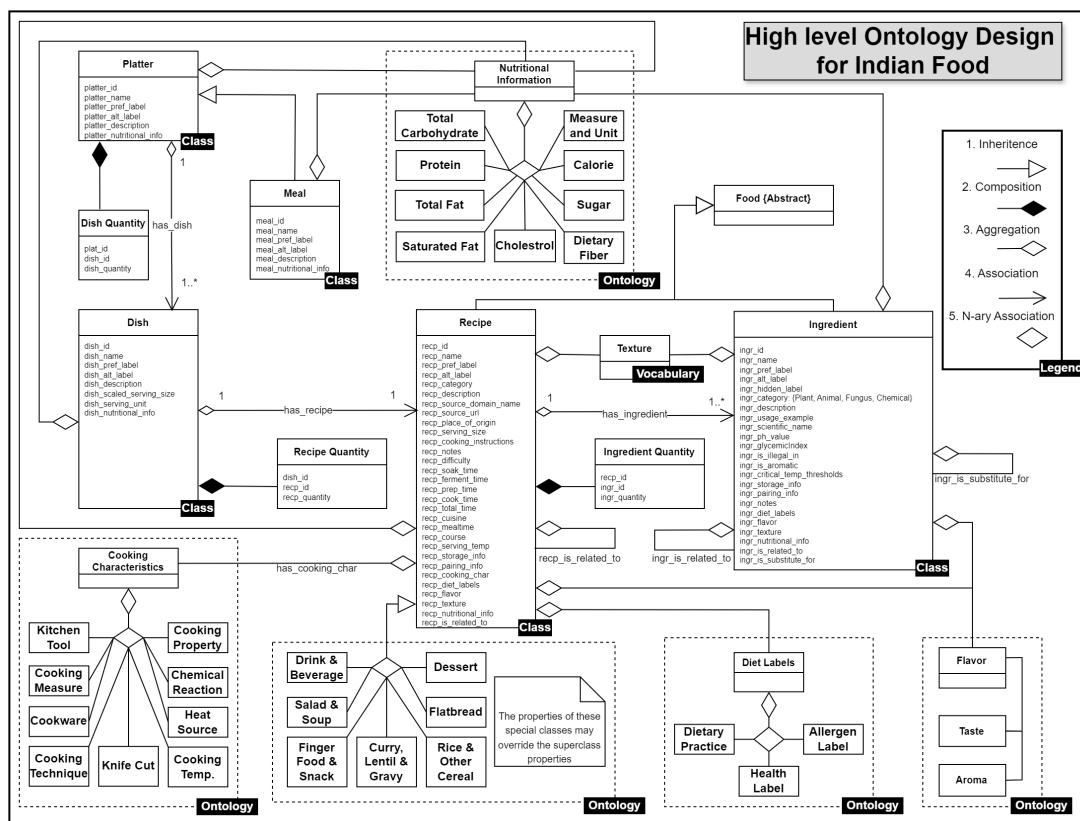 High level Ontology Design
for Indian Food
Platter
platter_id
platter_name
platter_pref_label
platter_alt_label
platter_description
platter_nutritional_info
Class
1
has_dish
1..*
Dish Quantity
plat_id
dish_id
dish_quantity
Meal
meal_id
meal_name
meal_pref_label
meal_alt_label
meal_description
meal_nutritional_info
Class
Nutritional
Information
Total
Carbohydrate
Measure
and Unit
Protein
Calorie
Total Fat
Sugar
Saturated Fat
Cholestrol
Dietary
Fiber
Ontology
Food {Abstract}
1. Inheritence
2. Composition
3. Aggregation
4. Association
5. N-ary Association
Legend
Dish
dish_id
dish_name
dish_pref_label
dish_alt_label
dish_description
dish_scaled_serving_size
dish_serving_unit
dish_nutritional_info
Class
1
has_recipe
1
Recipe Quantity
dish_id
recp_id
recp_quantity
Recipe
recp_id
recp_name
recp_pref_label
recp_alt_label
recp_category
recp_description
recp_source_domain_name
recp_source_url
recp_place_of_origin
recp_serving_size
recp_cooking_instructions
recp_notes
recp_difficulty
recp_soak_time
recp_ferment_time
recp_prep_time
recp_cook_time
recp_total_time
recp_cuisine
recp_mealtime
recp_course
recp_serving_temp
recp_storage_info
recp_pairing_info
recp_cooking_char
recp_diet_labels
recp_flavor
recp_texture
recp_nutritional_info
recp_is_related_to
Class
Texture
Vocabulary
1
has_ingredient
1..*
Ingredient Quantity
recp_id
ingr_id
ingr_quantity
recp_is_related_to
Ingredient
ingr_id
ingr_name
ingr_pref_label
ingr_alt_label
ingr_hidden_label
ingr_category: {Plant, Animal, Fungus, Chemical}
ingr_description
ingr_usage_example
ingr_scientific_name
ingr_ph_value
ingr_glycemicIndex
ingr_is_illegal_in
ingr_is_aromatic
ingr_critical_temp_thresholds
ingr_storage_info
ingr_pairing_info
ingr_notes
ingr_diet_labels
ingr_flavor
ingr_texture
ingr_nutritional_info
ingr_is_related_to
ingr_is_substitute_for
Class
ingr_is_substitute_for
ingr_is_related_to
Cooking
Characteristics
has_cooking_char
Kitchen
Tool
Cooking
Property
Cooking
Measure
Chemical
Reaction
Cookware
Heat
Source
Cooking
Technique
Knife Cut
Cooking
Temp.
Ontology
Drink &
Beverage
Dessert
Salad &
Soup
Flatbread
Finger
Food &
Snack
Curry,
Lentil &
Gravy
Rice &
Other
Cereal
The properties of these
special classes may
override the superclass
properties
Ontology
Diet Labels
Dietary
Practice
Allergen
Label
Health
Label
Ontology
Flavor
Taste
Aroma
Ontology